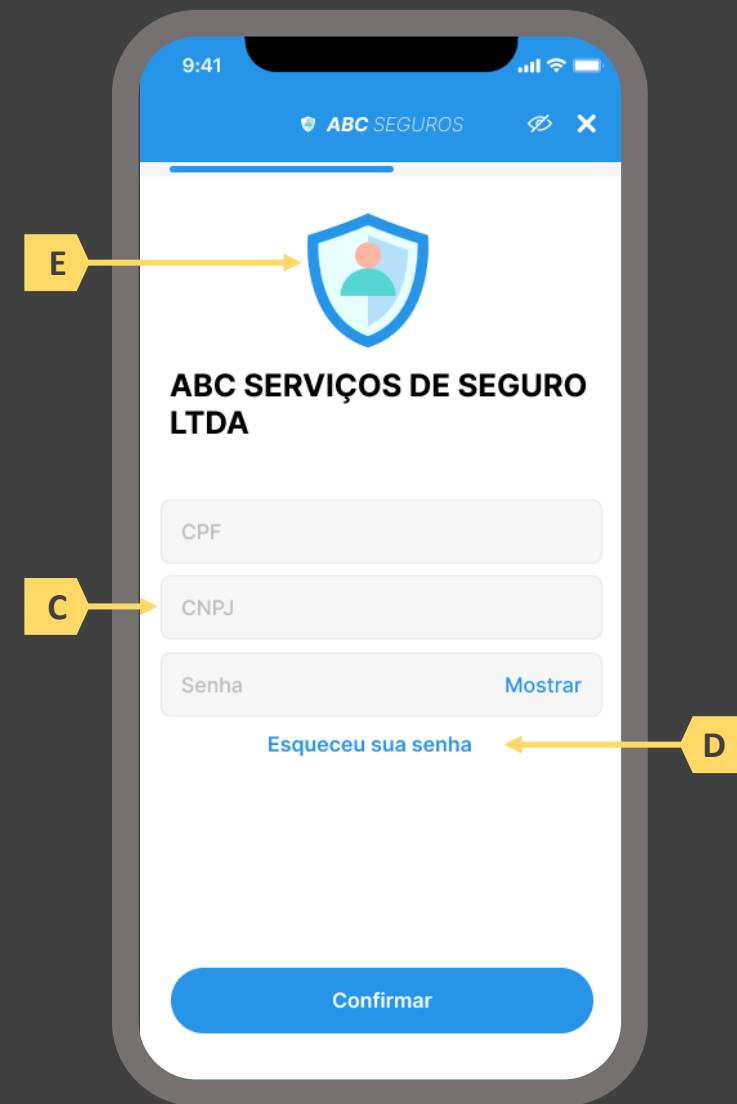 9:41
ABC SEGUROS
E
ABC SERVIÇOS DE SEGURO
LTDA
CPF
C
CNPJ
Senha
Mostrar
Esqueceu sua senha
D
Confirmar